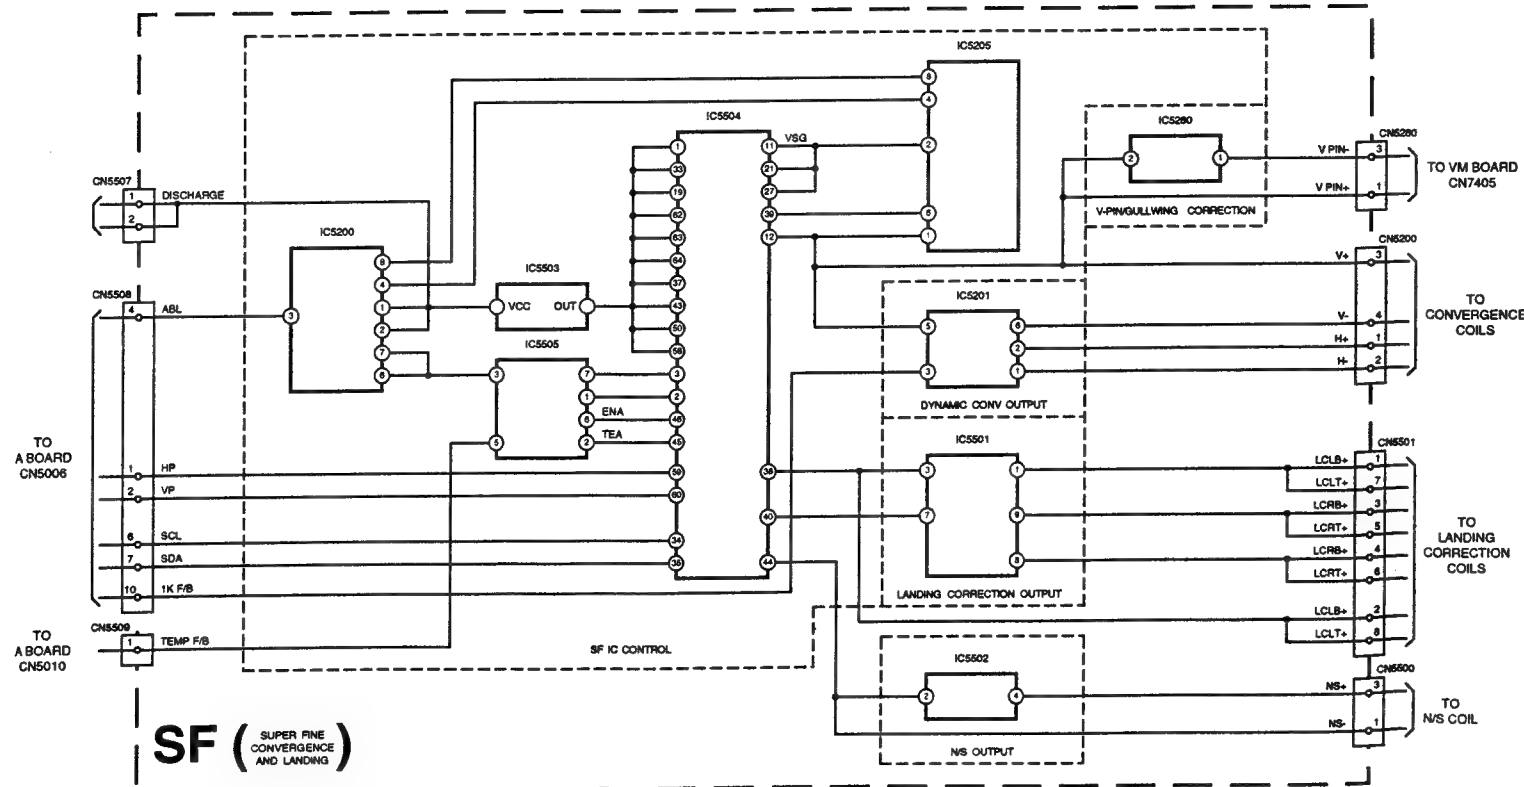 IC5205
8
4
2
6
1
IC5504
1
33
19
62
63
64
37
43
50
58
3
2
46
45
59
60
34
35
11
21
27
39
12
38
40
44
VSG
IC5280
2
1
V-PIN/GULLWING CORRECTION
CN5280
V PIN- 3
V PIN+ 1
TO VM BOARD
CN7405
CN5507
1 DISCHARGE
2
IC5200
3
8
4
1
2
7
6
IC5503
VCC OUT
IC5505
3
5
7
1
6
2
ENA
TEA
CN5508
4 ABL
1 HP
2 VP
6 SCL
7 SDA
10 1K F/B
TO
A BOARD
CN5006
CN5509
1 TEMP F/B
TO
A BOARD
CN5010
SF IC CONTROL
IC5201
5
3
6
2
1
DYNAMIC CONV OUTPUT
CN5200
V+ 3
V- 4
H+ 1
H- 2
TO
CONVERGENCE
COILS
IC5501
3
7
1
9
8
LANDING CORRECTION OUTPUT
CN5501
LCLB+ 1
LCLT+ 7
LCRB+ 3
LCRT+ 5
LCRB+ 4
LCRT+ 6
LCLB+ 2
LCLT+ 8
TO
LANDING
CORRECTION
COILS
IC5502
2
4
N/S OUTPUT
CN5500
NS+ 3
NS- 1
TO
N/S COIL
SF (
SUPER FINE
CONVERGENCE
AND LANDING
)